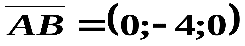 AB = (0;- 4;0)